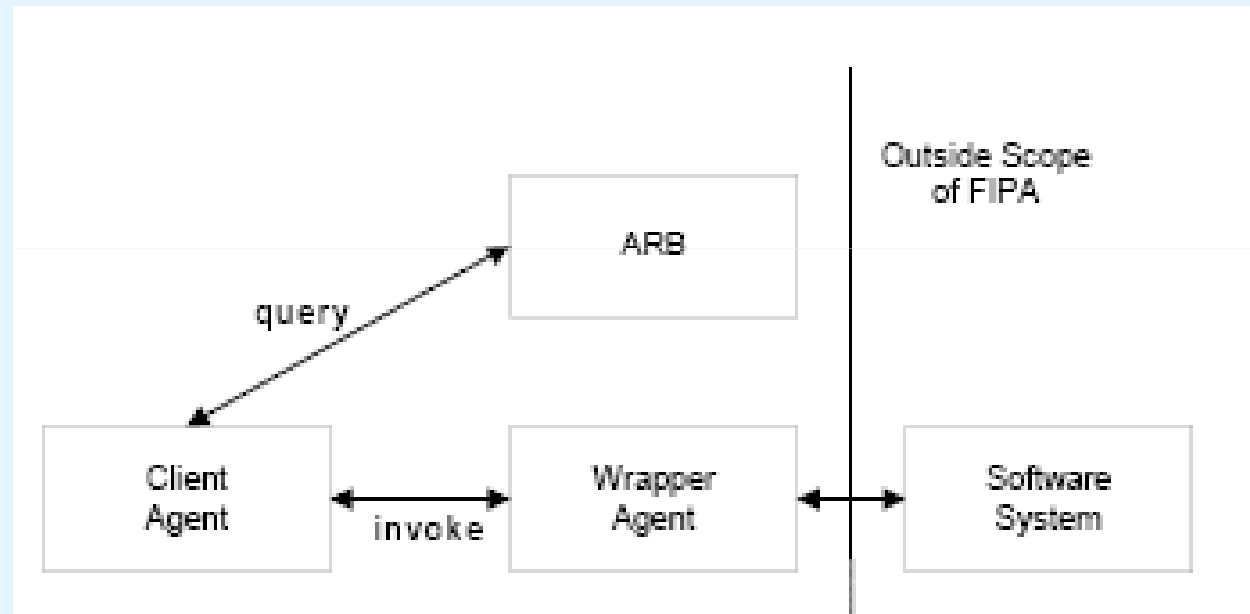 Outside Scope
of FIPA
ARB
query
Client
Agent
invoke
Wrapper
Agent
Software
System